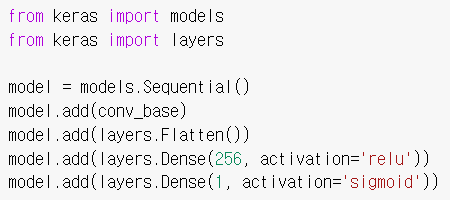 from keras import models
from keras import layers

model = models.Sequential()
model.add(conv_base)
model.add(layers.Flatten())
model.add(layers.Dense(256, activation='relu'))
model.add(layers.Dense(1, activation='sigmoid'))